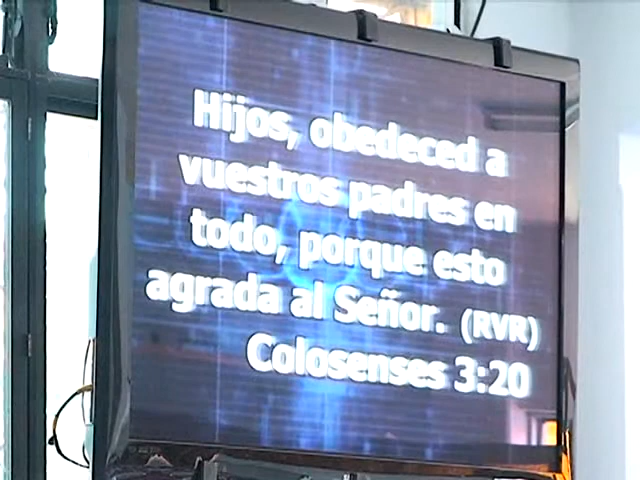 Hijos, obedeced a
vuestros padres en
todo, porque esto
agrada al Señor. (RVR)
Colosenses 3:20